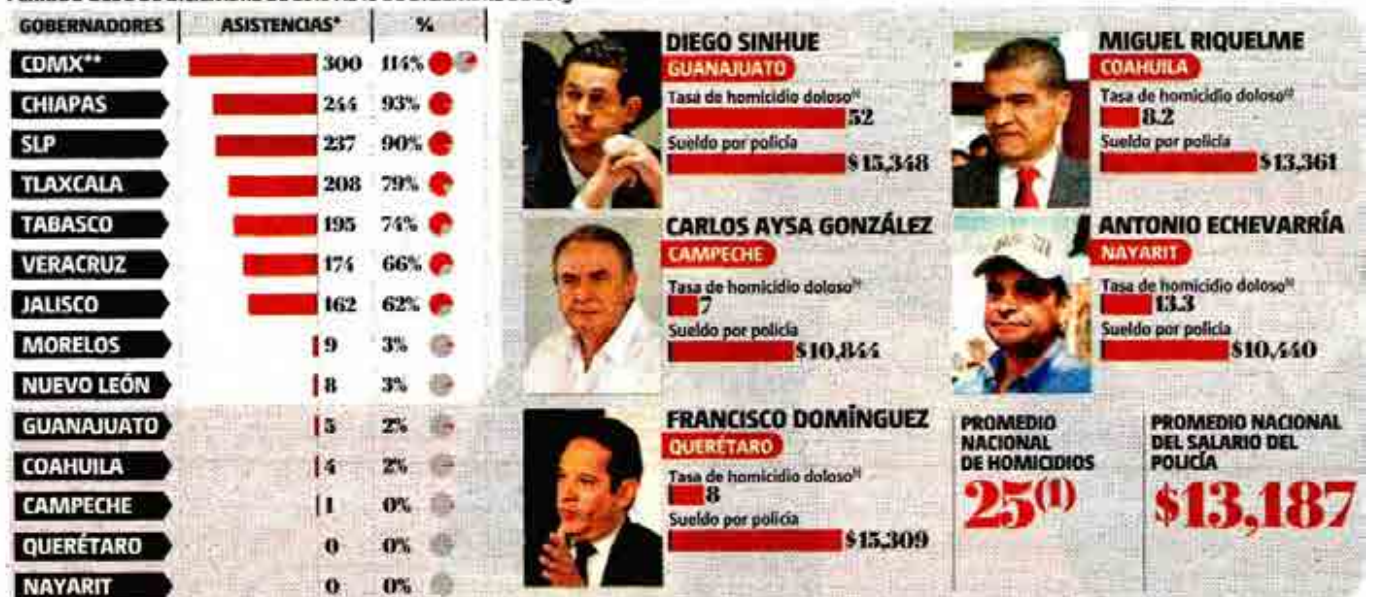 GOBERNADORES ASISTENCIAS* %
CDMX** 300 114%
CHIAPAS 244 93%
SLP 237 90%
TLAXCALA 208 79%
TABASCO 195 74%
VERACRUZ 174 66%
JALISCO 162 62%
MORELOS 9 3%
NUEVO LEÓN 8 3%
GUANAJUATO 5 2%
COAHUILA 4 2%
CAMPECHE 1 0%
QUERÉTARO 0 0%
NAYARIT 0 0%
DIEGO SINHUE
GUANAJUATO
Tasa de homicidio doloso
52
Sueldo por policía
$15,348
MIGUEL RIQUELME
COAHUILA
Tasa de homicidio doloso
8.2
Sueldo por policía
$13,361
CARLOS AYSA GONZÁLEZ
CAMPECHE
Tasa de homicidio doloso
7
Sueldo por policía
$10,844
ANTONIO ECHEVARRÍA
NAYARIT
Tasa de homicidio doloso
13.3
Sueldo por policía
$10,440
FRANCISCO DOMÍNGUEZ
QUERÉTARO
Tasa de homicidio doloso
8
Sueldo por policía
$15,309
PROMEDIO
NACIONAL
DE HOMICIDIOS
25(1)
PROMEDIO NACIONAL
DEL SALARIO DEL
POLICÍA
$13,187